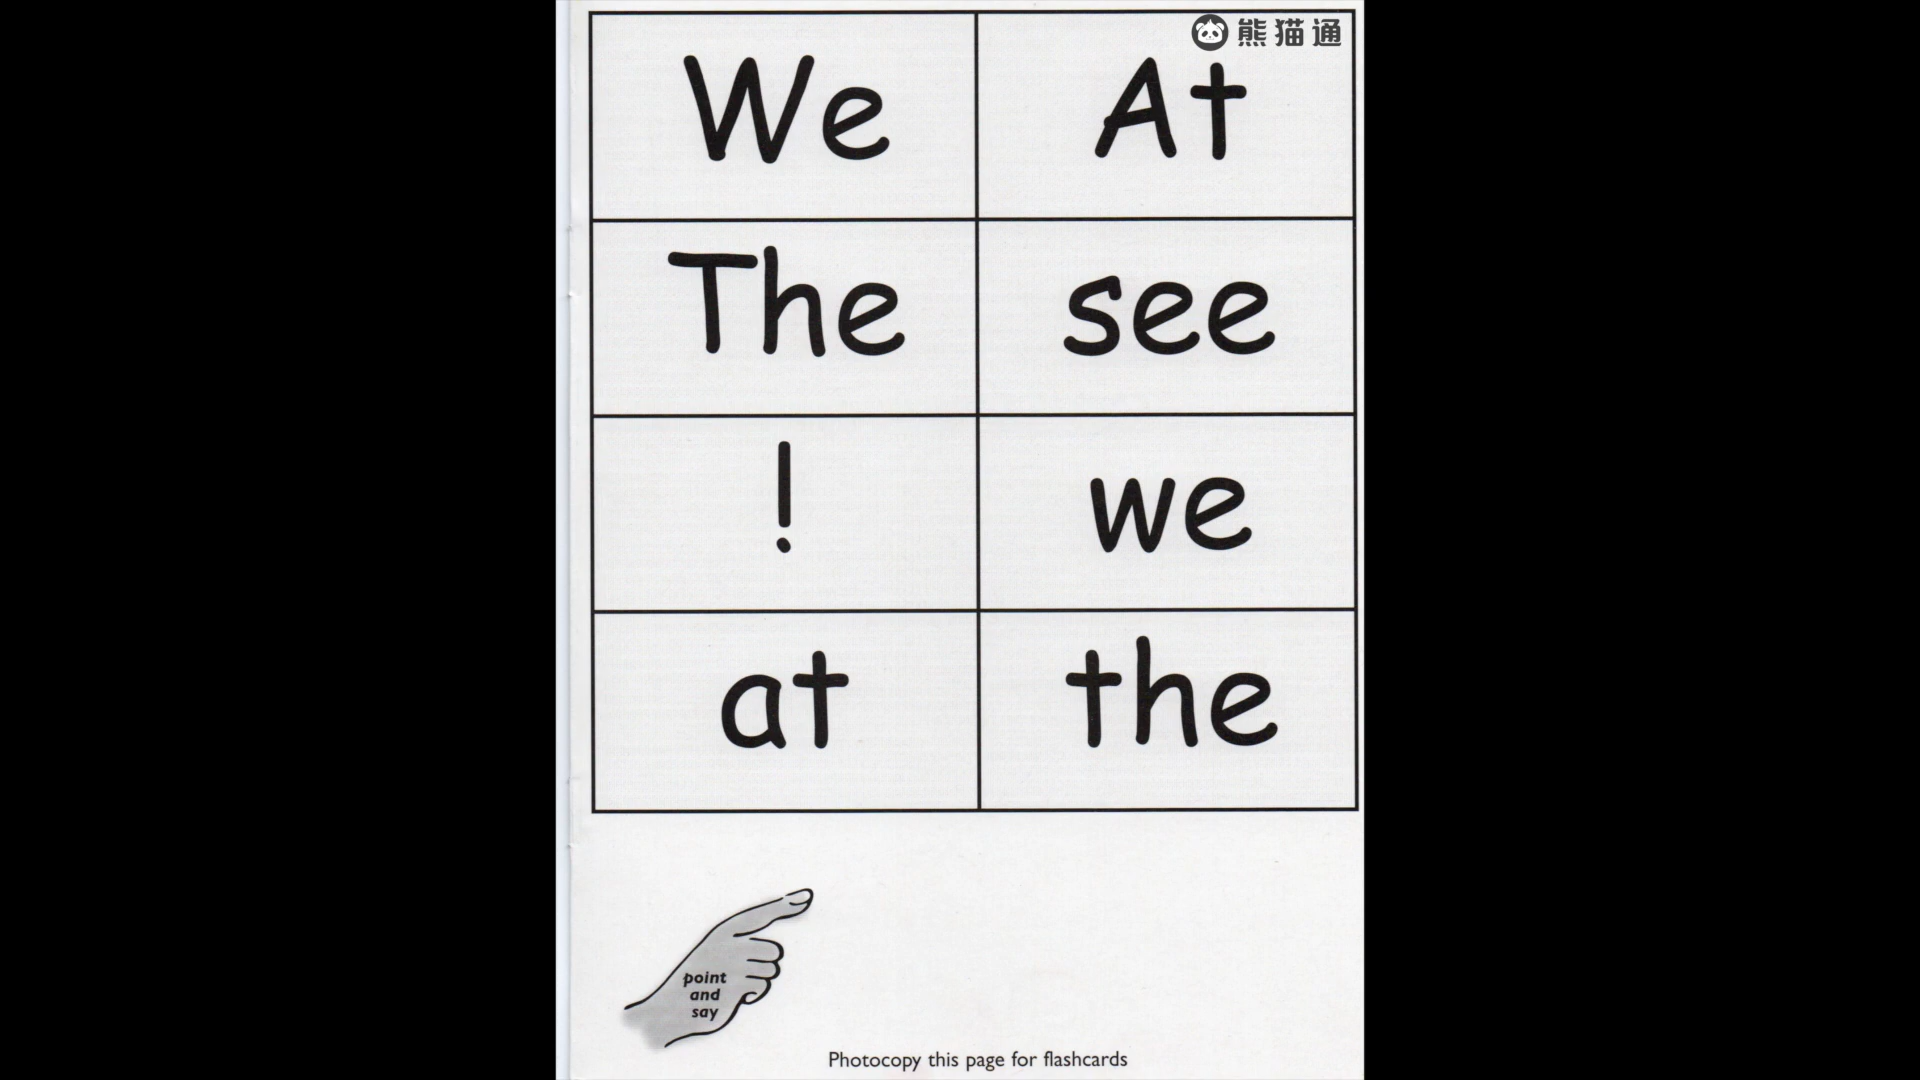 熊猫通
We At
The see
! we
at the
point
and
say
Photocopy this page for flashcards